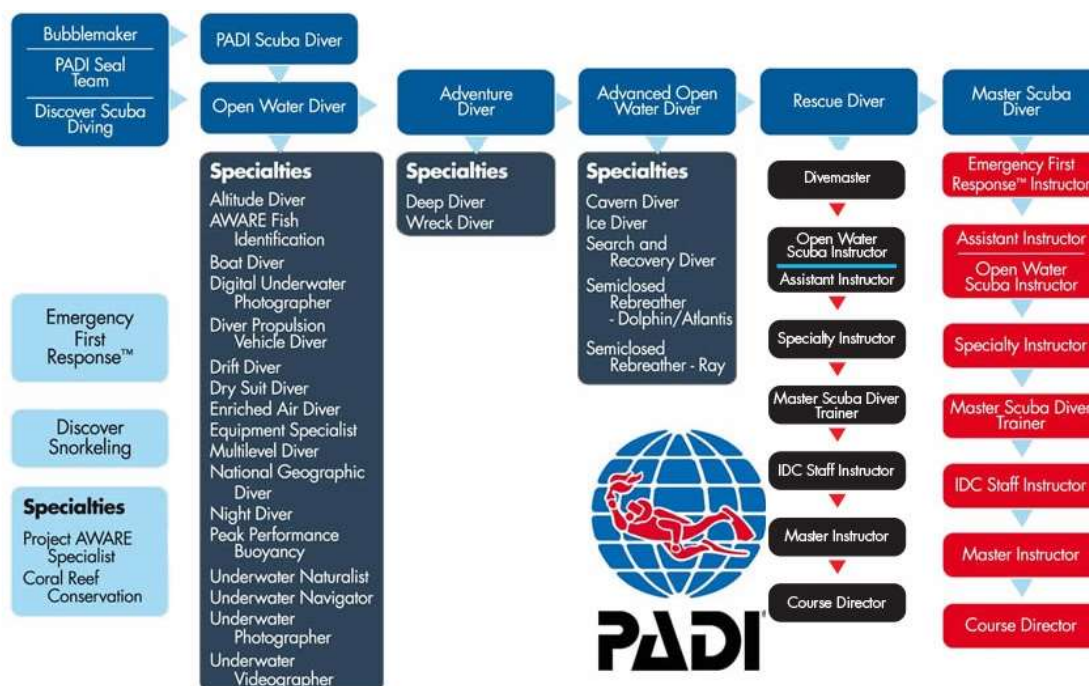 Bubblemaker
PADI Seal
Team
Discover Scuba
Diving
PADI Scuba Diver
Open Water Diver
Adventure
Diver
Advanced Open
Water Diver
Rescue Diver
Master Scuba
Diver
Specialties
Altitude Diver
AWARE Fish
Identification
Boat Diver
Digital Underwater
Photographer
Diver Propulsion
Vehicle Diver
Drift Diver
Dry Suit Diver
Enriched Air Diver
Equipment Specialist
Multilevel Diver
National Geographic
Diver
Night Diver
Peak Performance
Buoyancy
Underwater Naturalist
Underwater Navigator
Underwater
Photographer
Underwater
Videographer
Specialties
Deep Diver
Wreck Diver
Specialties
Cavern Diver
Ice Diver
Search and
Recovery Diver
Semiclosed
Rebreather
- Dolphin/Atlantis
Semiclosed
Rebreather - Ray
Divemaster
Open Water
Scuba Instructor
Assistant Instructor
Specialty Instructor
Master Scuba Diver
Trainer
IDC Staff Instructor
Master Instructor
Course Director
Emergency First
Response™ Instructor
Assistant Instructor
Open Water
Scuba Instructor
Specialty Instructor
Master Scuba Diver
Trainer
IDC Staff Instructor
Master Instructor
Course Director
Emergency
First
Response™
Discover
Snorkeling
Specialties
Project AWARE
Specialist
Coral Reef
Conservation
PADI